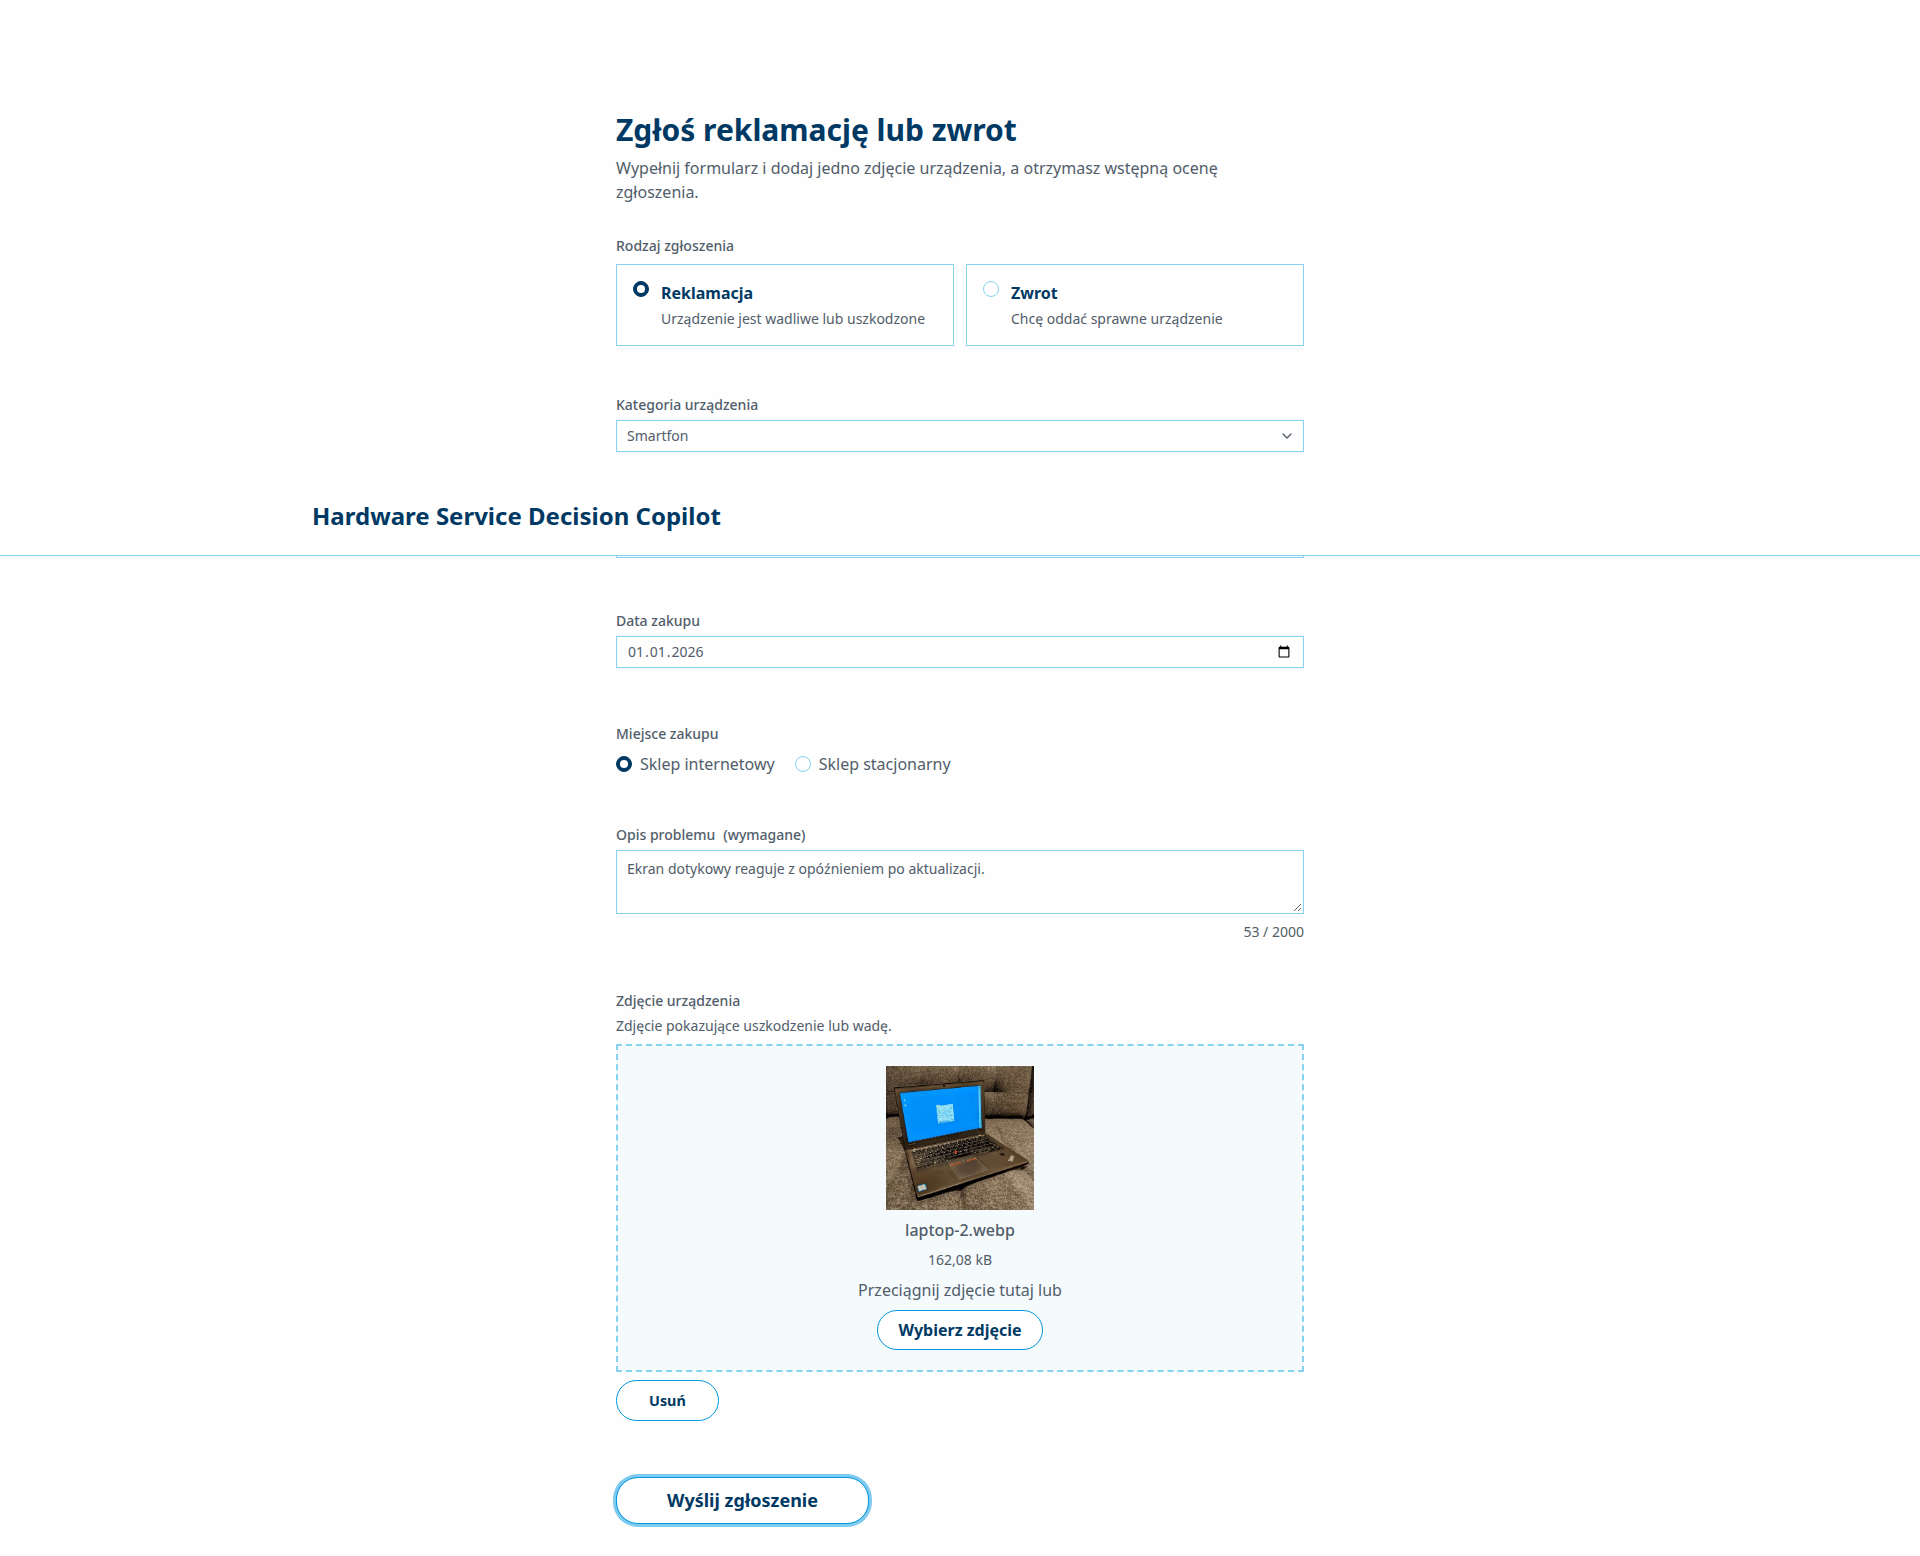 Zgłoś reklamację lub zwrot
Wypełnij formularz i dodaj jedno zdjęcie urządzenia, a otrzymasz wstępną ocenę
zgłoszenia.
Rodzaj zgłoszenia
Reklamacja
Urządzenie jest wadliwe lub uszkodzone
Zwrot
Chcę oddać sprawne urządzenie
Kategoria urządzenia
Smartfon
Hardware Service Decision Copilot
Data zakupu
01.01.2026
Miejsce zakupu
Sklep internetowy
Sklep stacjonarny
Opis problemu (wymagane)
Ekran dotykowy reaguje z opóźnieniem po aktualizacji.
53 / 2000
Zdjęcie urządzenia
Zdjęcie pokazujące uszkodzenie lub wadę.
laptop-2.webp
162,08 kB
Przeciągnij zdjęcie tutaj lub
Wybierz zdjęcie
Usuń
Wyślij zgłoszenie